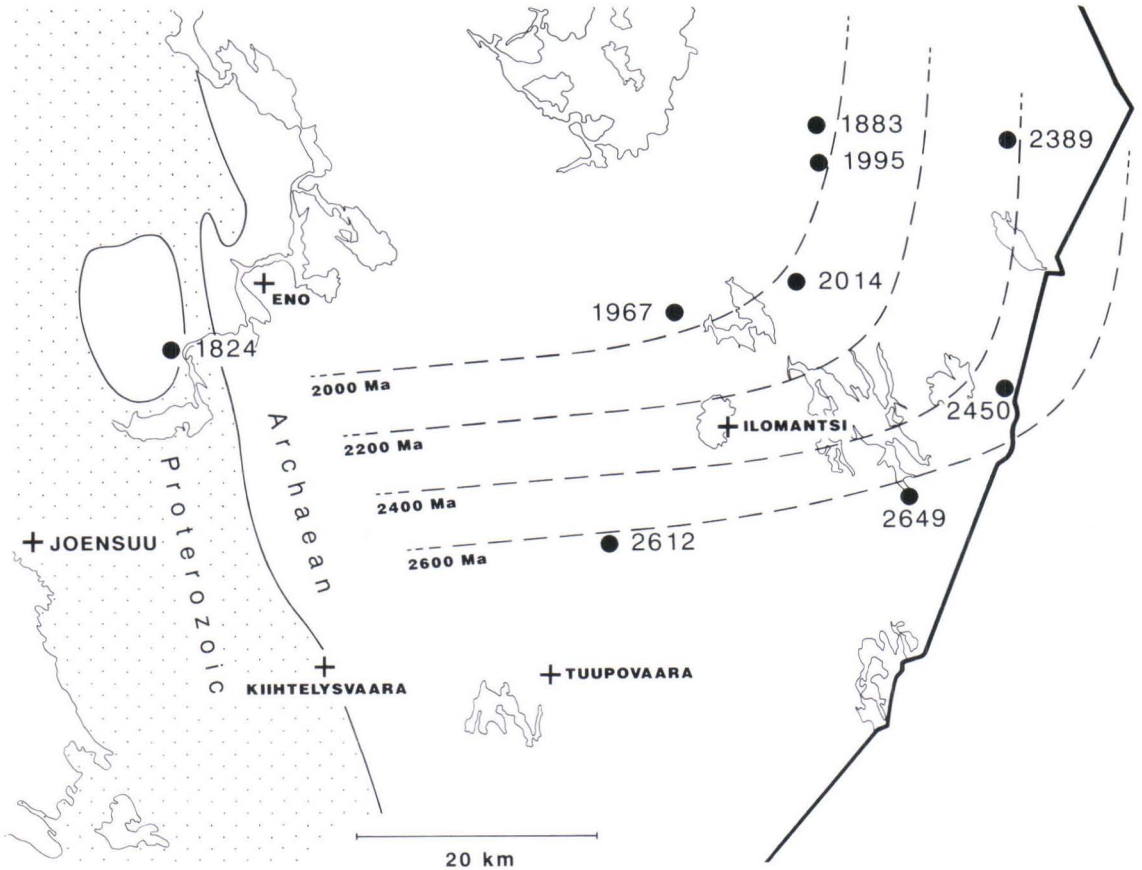 1883
2389
1995
ENO
2014
1967
1824
2000 Ma
2450
ILOMANTSI
2200 Ma
Archaean
2400 Ma
2649
JOENSUU
2612
2600 Ma
Proterozoic
TUUPOVAARA
KIIHTELYSVAARA
20 km